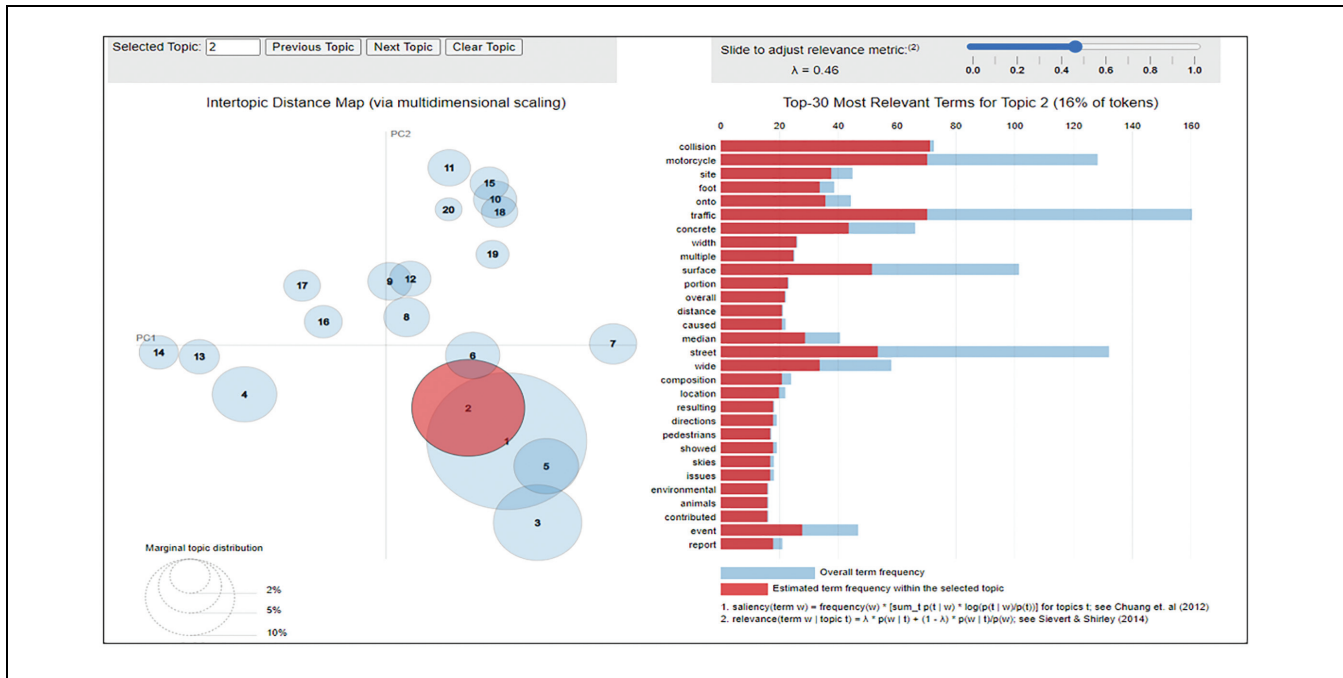 Selected Topic: 2 Previous Topic Next Topic Clear Topic
Slide to adjust relevance metric:(2)
λ = 0.46
0.0 0.2 0.4 0.6 0.8 1.0
Intertopic Distance Map (via multidimensional scaling)
PC2
PC1
11
15
10
20
18
19
9
12
17
8
16
7
14
13
6
4
2
1
5
3
Marginal topic distribution
2%
5%
10%
Top-30 Most Relevant Terms for Topic 2 (16% of tokens)
0 20 40 60 80 100 120 140 160
collision
motorcycle
site
foot
onto
traffic
concrete
width
multiple
surface
portion
overall
distance
caused
median
street
wide
composition
location
resulting
directions
pedestrians
showed
skies
issues
environmental
animals
contributed
event
report
Overall term frequency
Estimated term frequency within the selected topic
1. saliency(term w) = frequency(w) * [sum_t p(t | w) * log(p(t | w)/p(t))] for topics t; see Chuang et. al (2012)
2. relevance(term w | topic t) = λ * p(w | t) + (1 - λ) * p(w | t)/p(w); see Sievert & Shirley (2014)